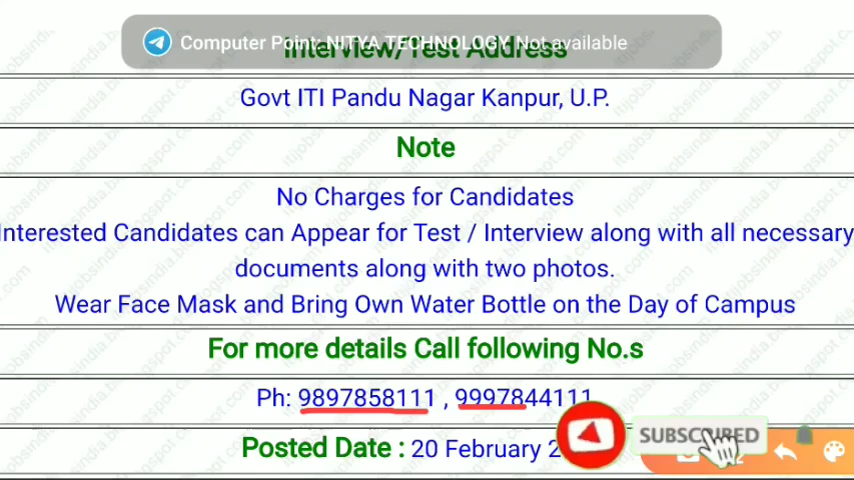 Computer Point: NITYA TECHNOLOGY Not available
Interview/Test Address
Govt ITI Pandu Nagar Kanpur, U.P.
Note
No Charges for Candidates
Interested Candidates can Appear for Test / Interview along with all necessary
documents along with two photos.
Wear Face Mask and Bring Own Water Bottle on the Day of Campus
For more details Call following No.s
Ph: 9897858111 , 9997844111
Posted Date : 20 February
SUBSCRIBED